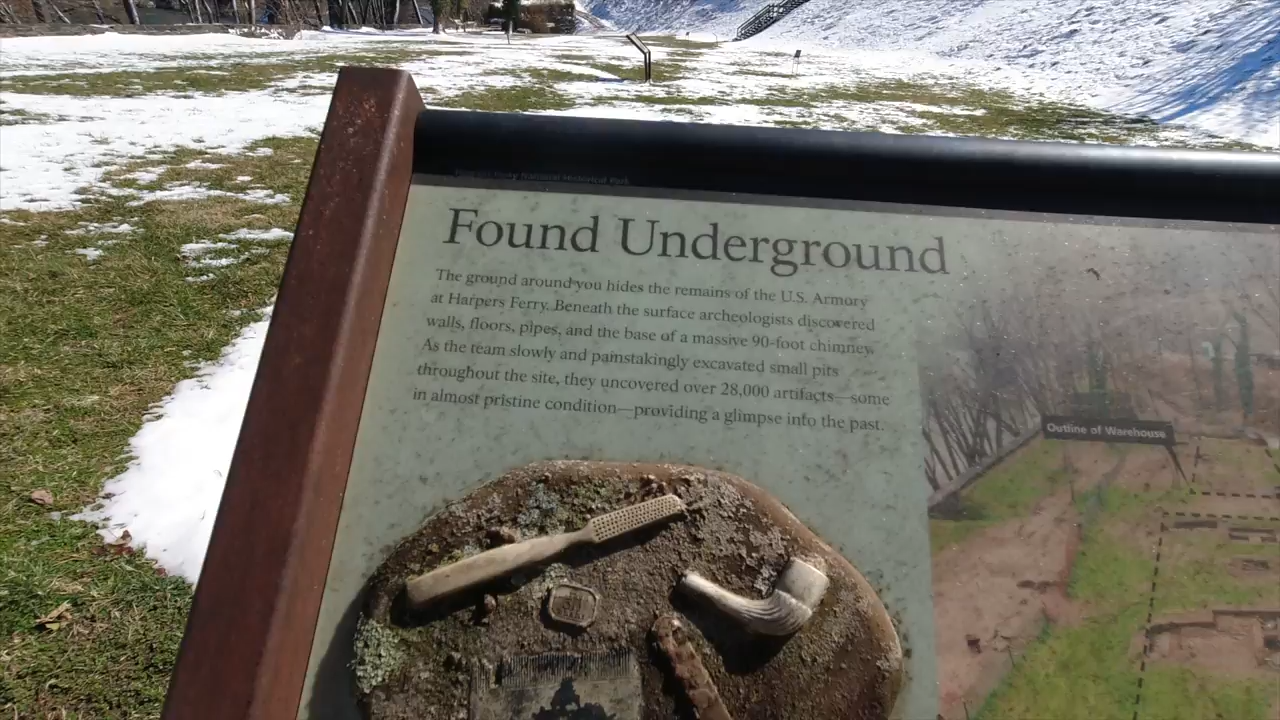 National Historical Park
Found Underground
The ground around you hides the remains of the U.S. Armory
at Harpers Ferry. Beneath the surface archeologists discovered
walls, floors, pipes, and the base of a massive 90-foot chimney.
As the team slowly and painstakingly excavated small pits
throughout the site, they uncovered over 28,000 artifacts—some
in almost pristine condition—providing a glimpse into the past.
Outline of Warehouse